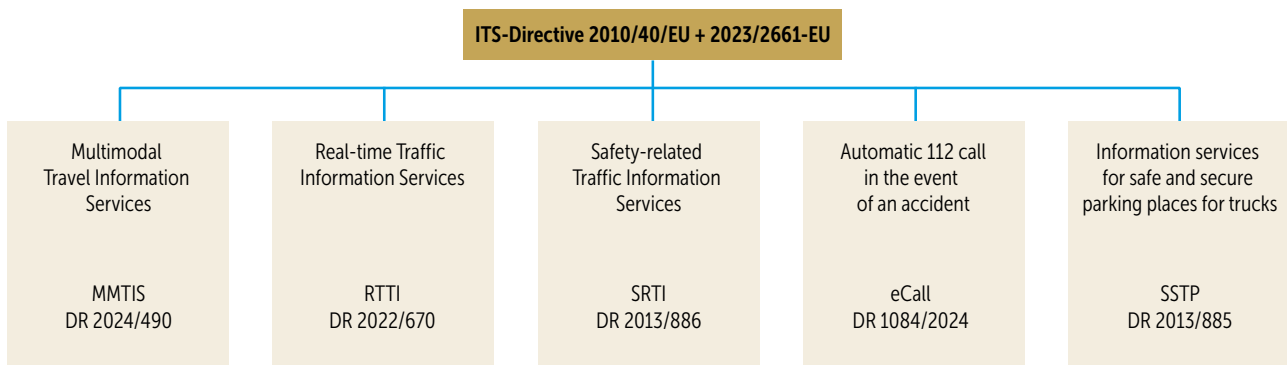 ITS-Directive 2010/40/EU + 2023/2661-EU
Multimodal
Travel Information
Services
MMTIS
DR 2024/490
Real-time Traffic
Information Services
RTTI
DR 2022/670
Safety-related
Traffic Information
Services
SRTI
DR 2013/886
Automatic 112 call
in the event
of an accident
eCall
DR 1084/2024
Information services
for safe and secure
parking places for trucks
SSTP
DR 2013/885